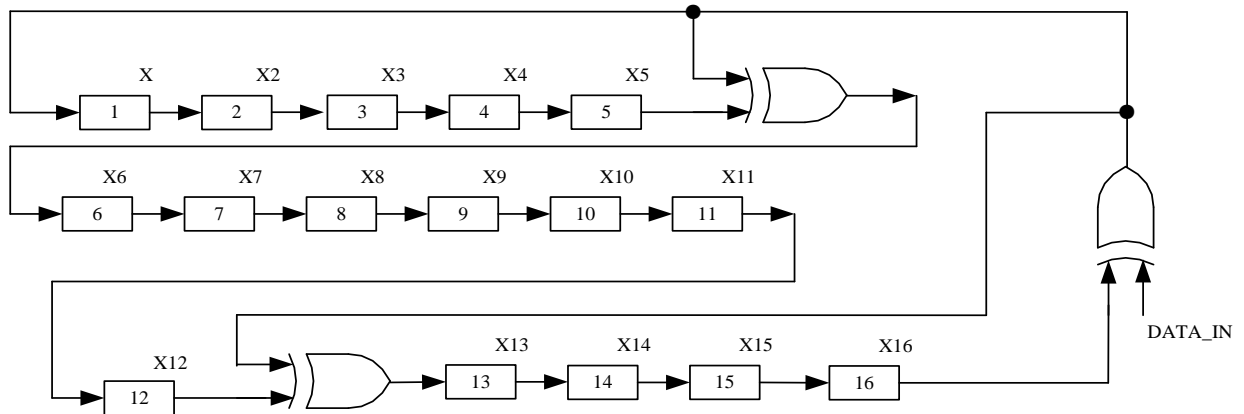 X X2 X3 X4 X5
1 2 3 4 5
X6 X7 X8 X9 X10 X11
6 7 8 9 10 11
DATA_IN
X12 X13 X14 X15 X16
12 13 14 15 16